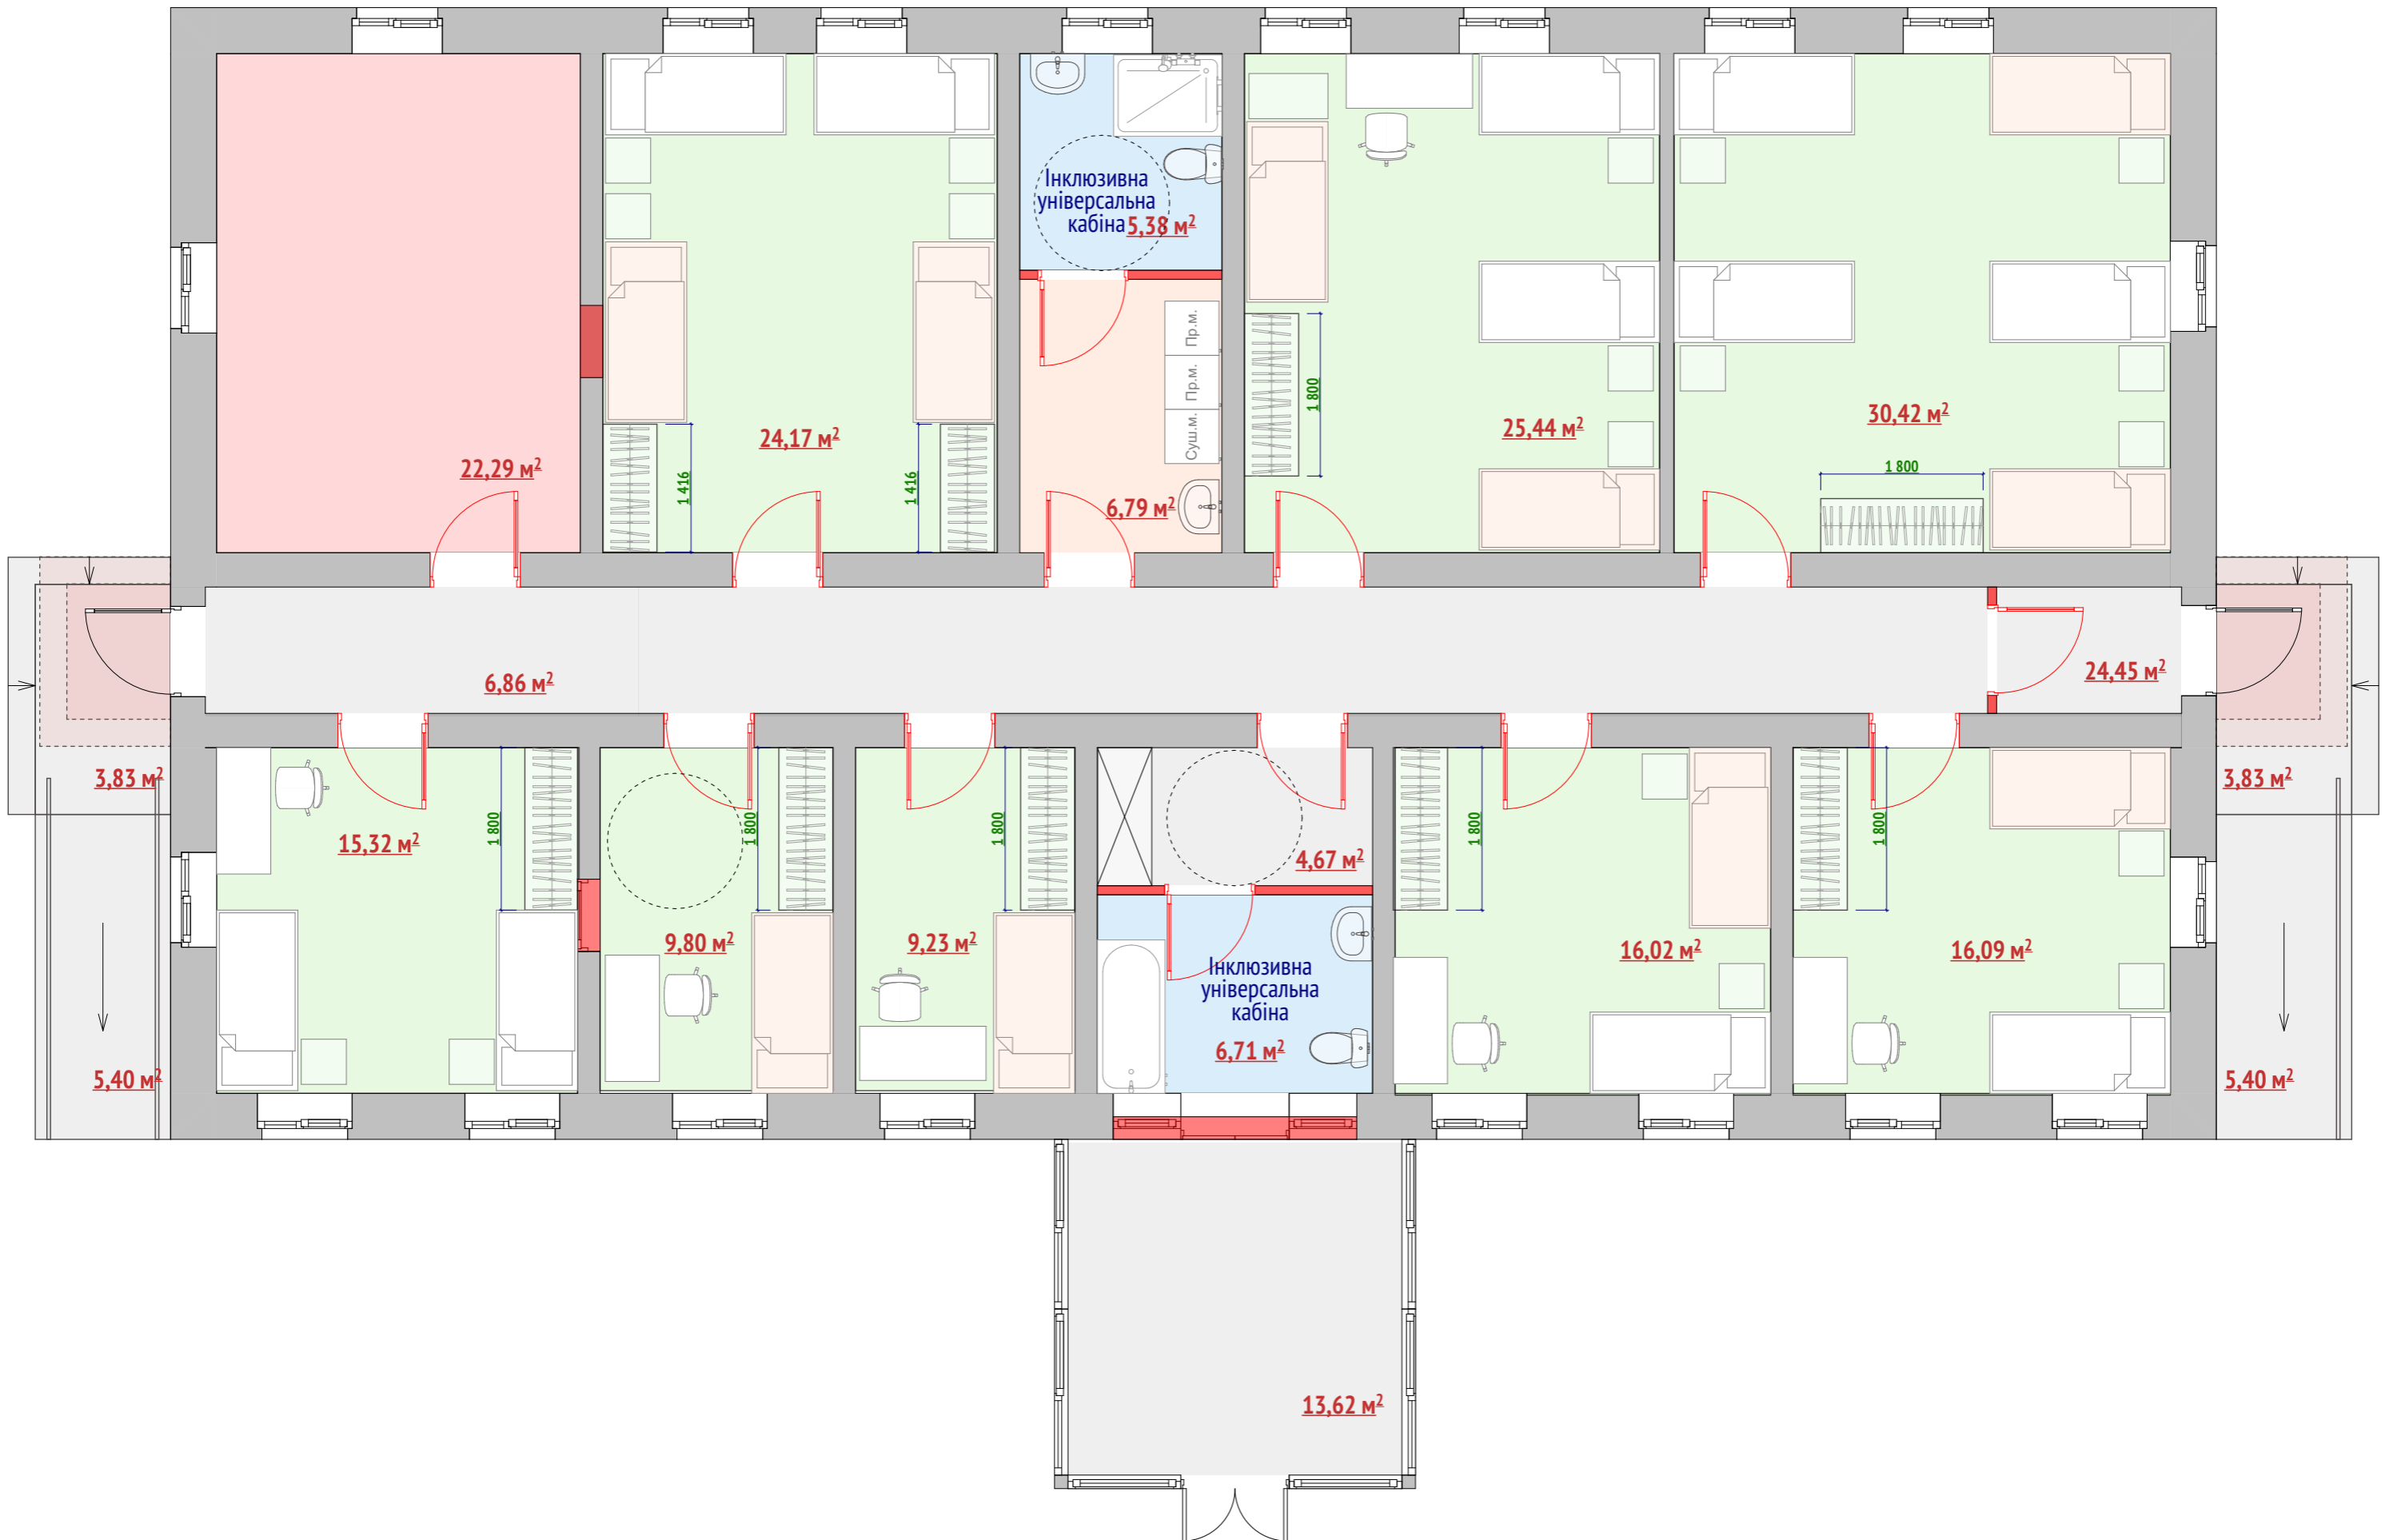 Інклюзивна
універсальна
кабіна
5,38 м²
Пр.м.
Пр.м.
Суш.м.
1 800
22,29 м²
24,17 м²
1 416
1 416
6,79 м²
25,44 м²
30,42 м²
1 800
6,86 м²
24,45 м²
3,83 м²
3,83 м²
15,32 м²
1 800
1 800
1 800
4,67 м²
1 800
1 800
9,80 м²
9,23 м²
Інклюзивна
універсальна
кабіна
6,71 м²
16,02 м²
16,09 м²
5,40 м²
5,40 м²
13,62 м²